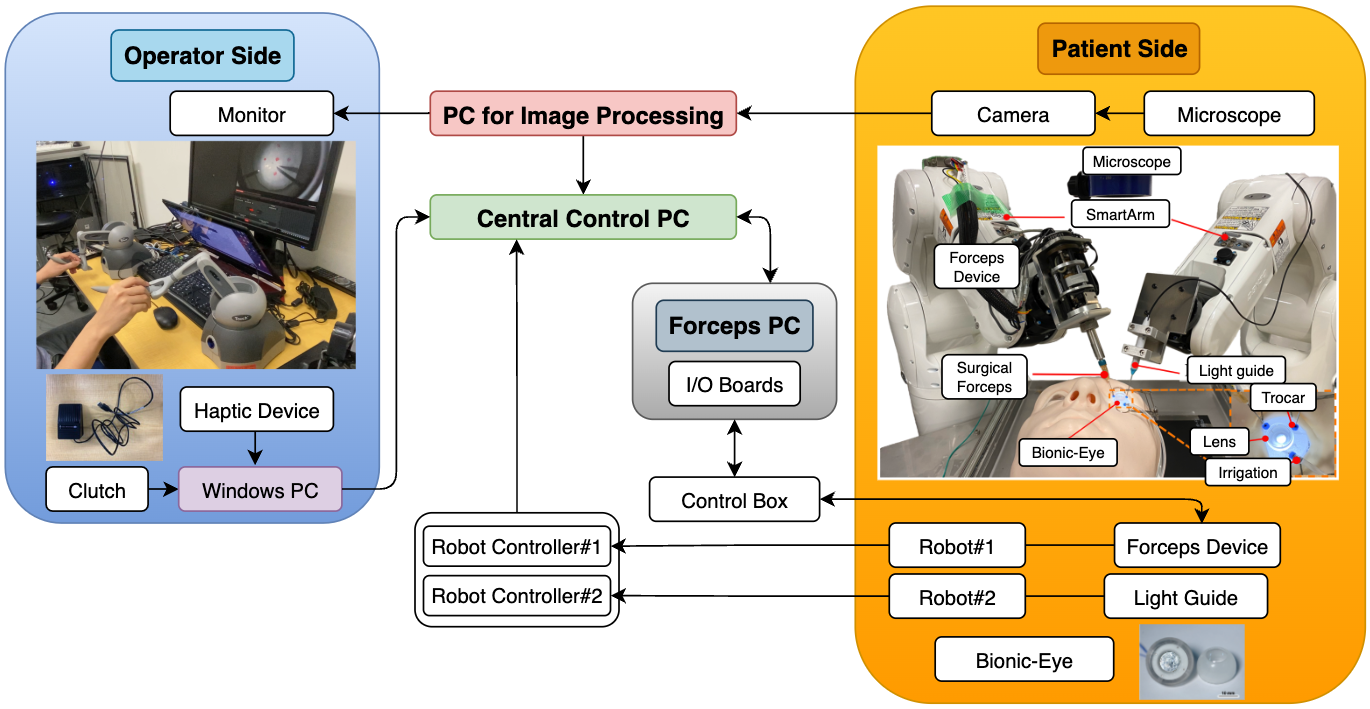 Operator Side
Patient Side
Monitor
PC for Image Processing
Camera
Microscope
Central Control PC
Microscope
SmartArm
Forceps
Device
Forceps PC
I/O Boards
Surgical
Forceps
Light guide
Trocar
Lens
Bionic-Eye
Irrigation
Haptic Device
Clutch
Windows PC
Control Box
Robot Controller#1
Robot#1
Forceps Device
Robot Controller#2
Robot#2
Light Guide
Bionic-Eye